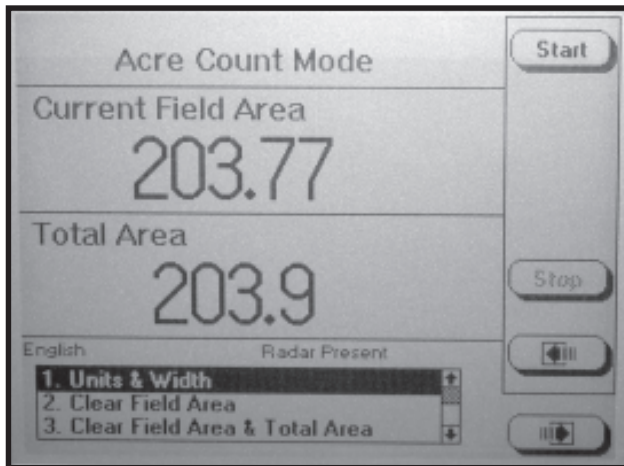 Acre Count Mode
Start
Current Field Area
203.77
Total Area
203.9
Stop
English Radar Present
1. Units & Width
2. Clear Field Area
3. Clear Field Area & Total Area